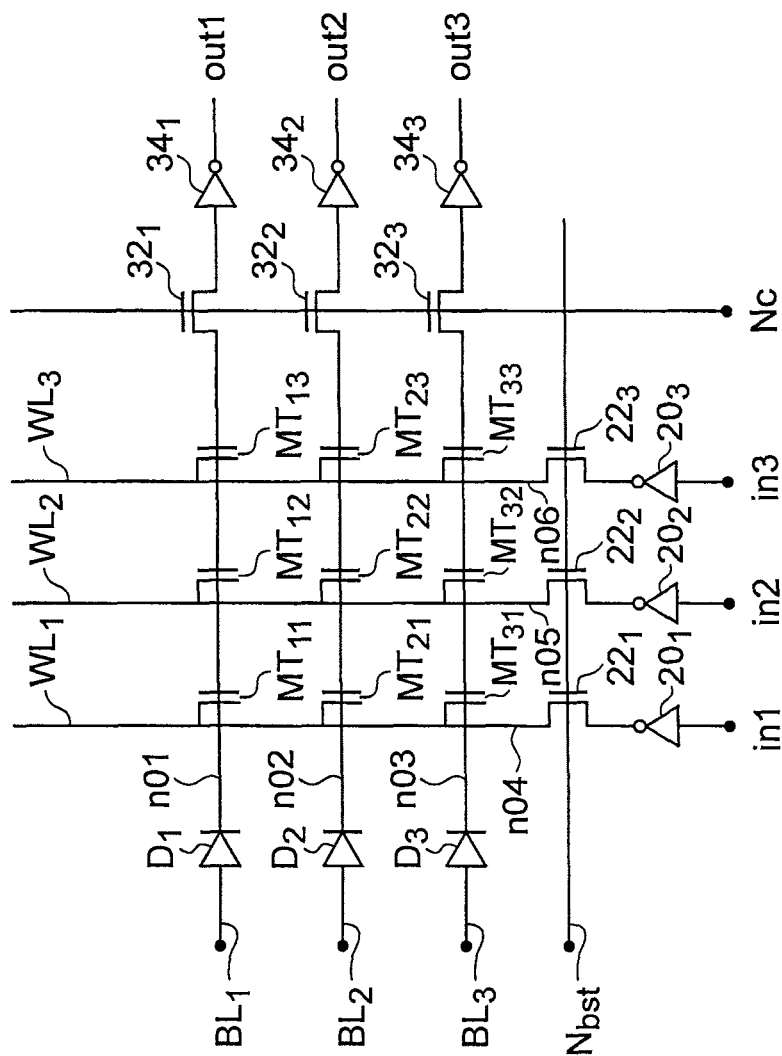 WL1
WL2
WL3
321
341
out1
D1
n01
MT11
MT12
MT13
BL1
322
342
out2
D2
n02
MT21
MT22
MT23
BL2
323
343
out3
D3
n03
MT31
MT32
MT33
BL3
n04
n05
n06
221
222
223
Nbst
201
202
203
in1
in2
in3
Nc